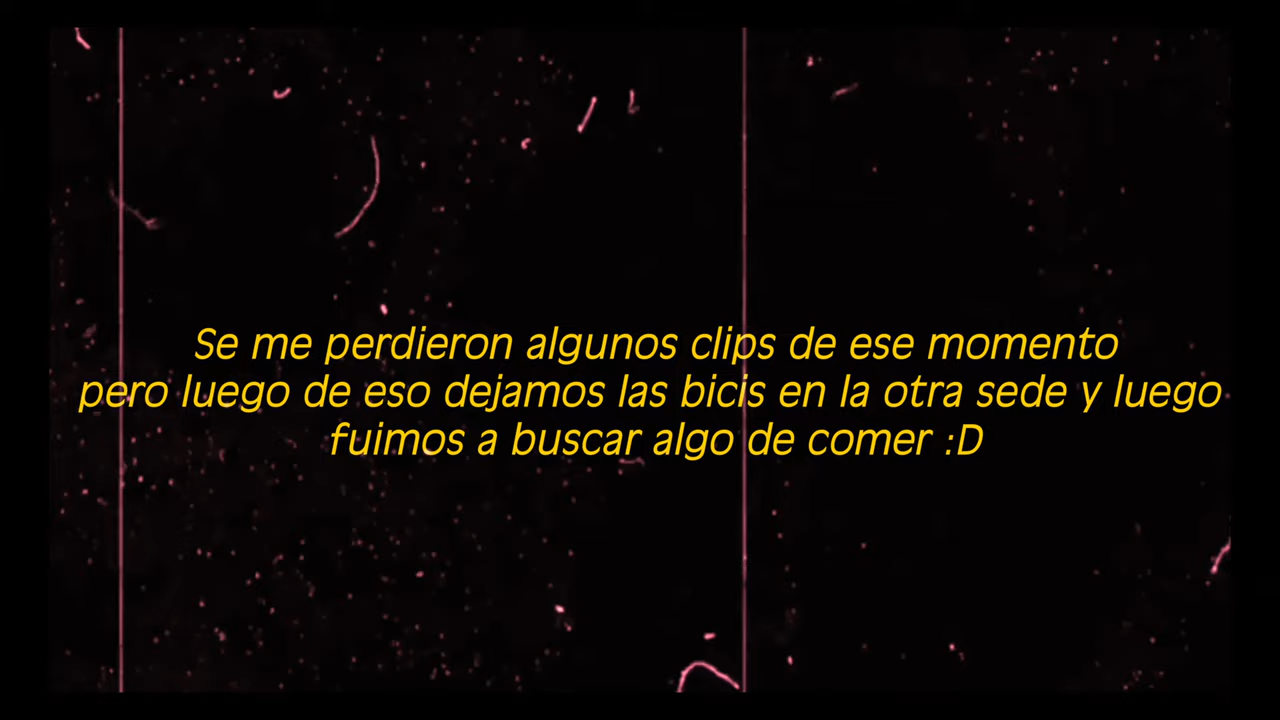 Se me perdieron algunos clips de ese momento
pero luego de eso dejamos las bicis en la otra sede y luego
fuimos a buscar algo de comer :D